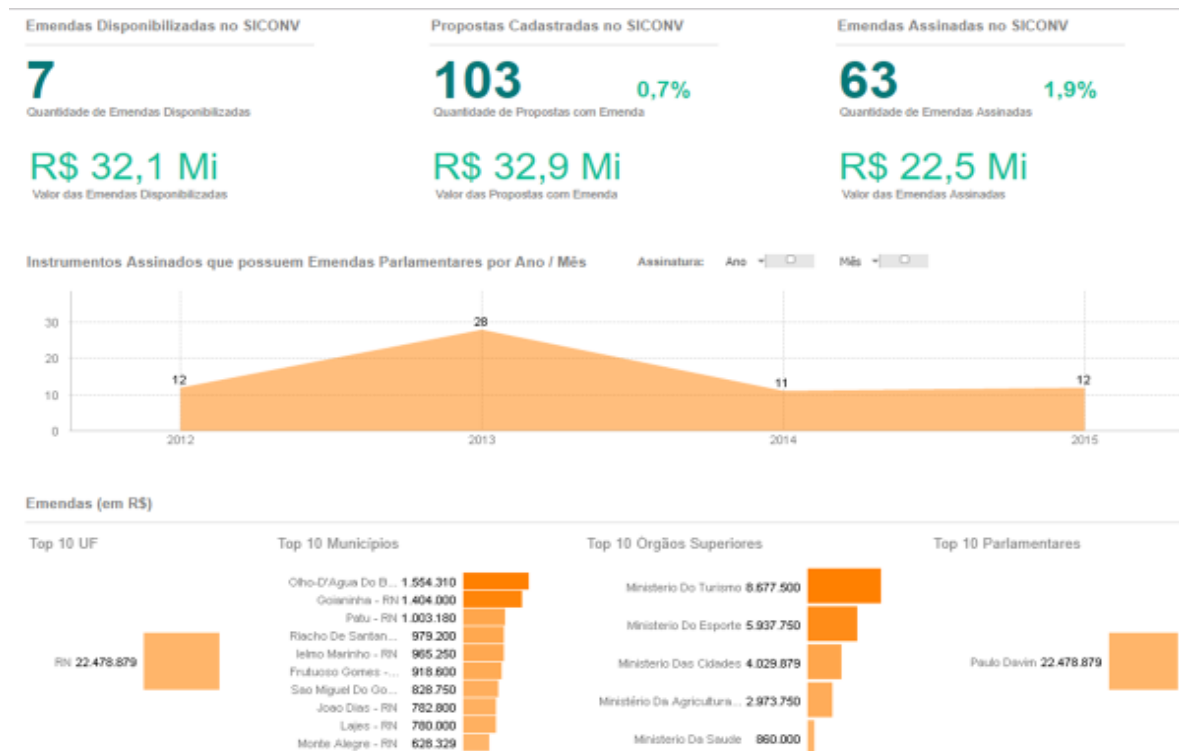 Emendas Disponibilizadas no SICONV
Propostas Cadastradas no SICONV
Emendas Assinadas no SICONV
7
103
0,7%
63
1,9%
Quantidade de Emendas Disponibilizadas
Quantidade de Propostas com Emenda
Quantidade de Emendas Assinadas
R$ 32,1 Mi
R$ 32,9 Mi
R$ 22,5 Mi
Valor das Emendas Disponibilizadas
Valor das Propostas com Emenda
Valor das Emendas Assinadas
Instrumentos Assinados que possuem Emendas Parlamentares por Ano / Mês
Assinatura: Ano Mês
30
20
10
0
12
28
11
12
2012
2013
2014
2015
Emendas (em R$)
Top 10 UF
RN 22.478.879
Top 10 Municípios
Olho-D'Agua Do B... 1.554.310
Goianinha - RN 1.404.000
Patu - RN 1.003.180
Riacho De Santan... 979.200
Ielmo Marinho - RN 965.250
Frutuoso Gomes -... 918.600
Sao Miguel Do Go... 828.750
Joao Dias - RN 782.800
Lajes - RN 780.000
Monte Alegre - RN 628.329
Top 10 Orgãos Superiores
Ministerio Do Turismo 8.677.500
Ministerio Do Esporte 5.937.750
Ministerio Das Cidades 4.029.879
Ministério Da Agricultura... 2.973.750
Ministerio Da Saude 860.000
Top 10 Parlamentares
Paulo Davim 22.478.879